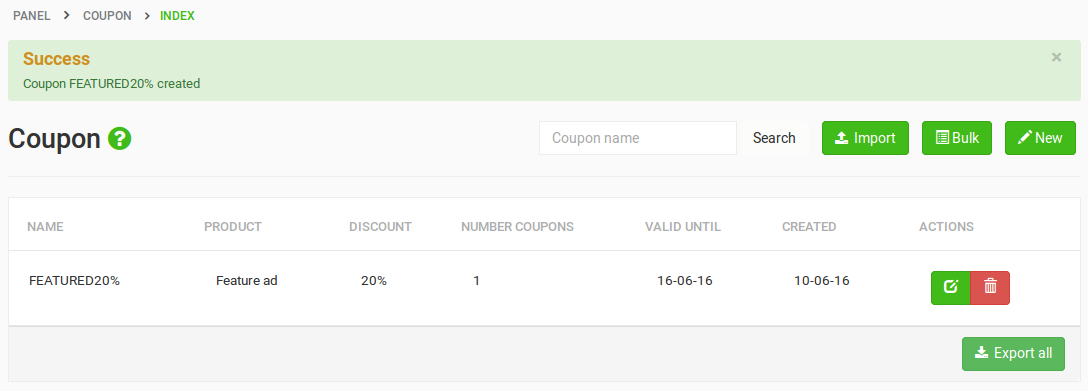 PANEL > COUPON > INDEX
Success ×
Coupon FEATURED20% created
Coupon ? Coupon name Search Import Bulk New
NAME PRODUCT DISCOUNT NUMBER COUPONS VALID UNTIL CREATED ACTIONS
FEATURED20% Feature ad 20% 1 16-06-16 10-06-16
Export all